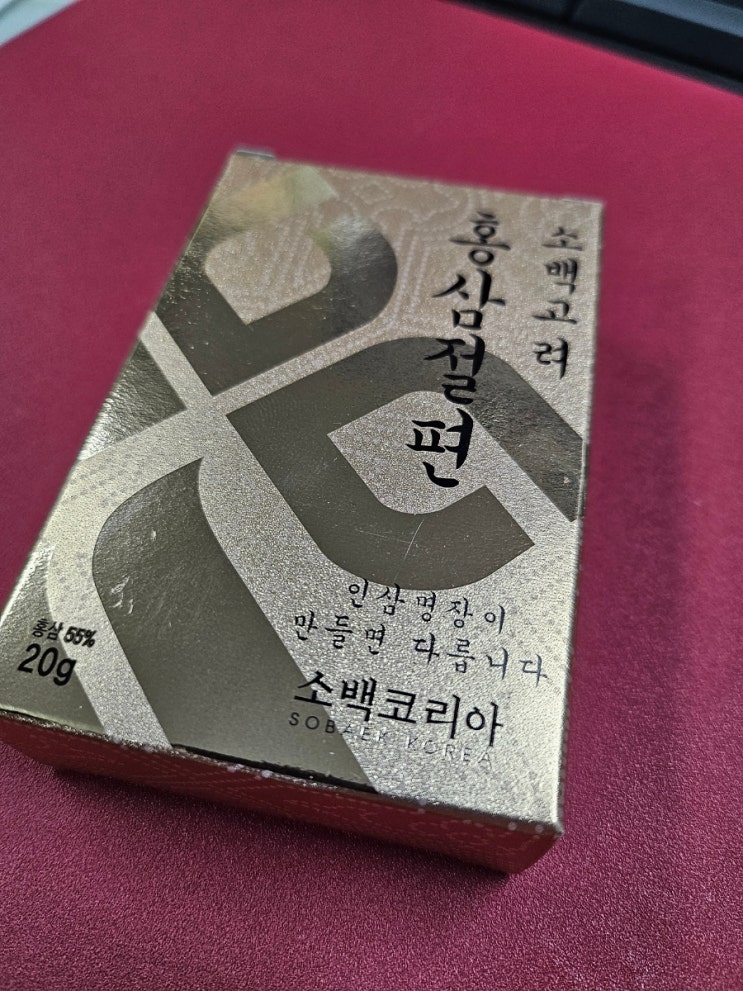 소백고려
홍삼절편
인삼명장이
만들면 다릅니다
소백코리아
SOBAEK KOREA
홍삼 55%
20g